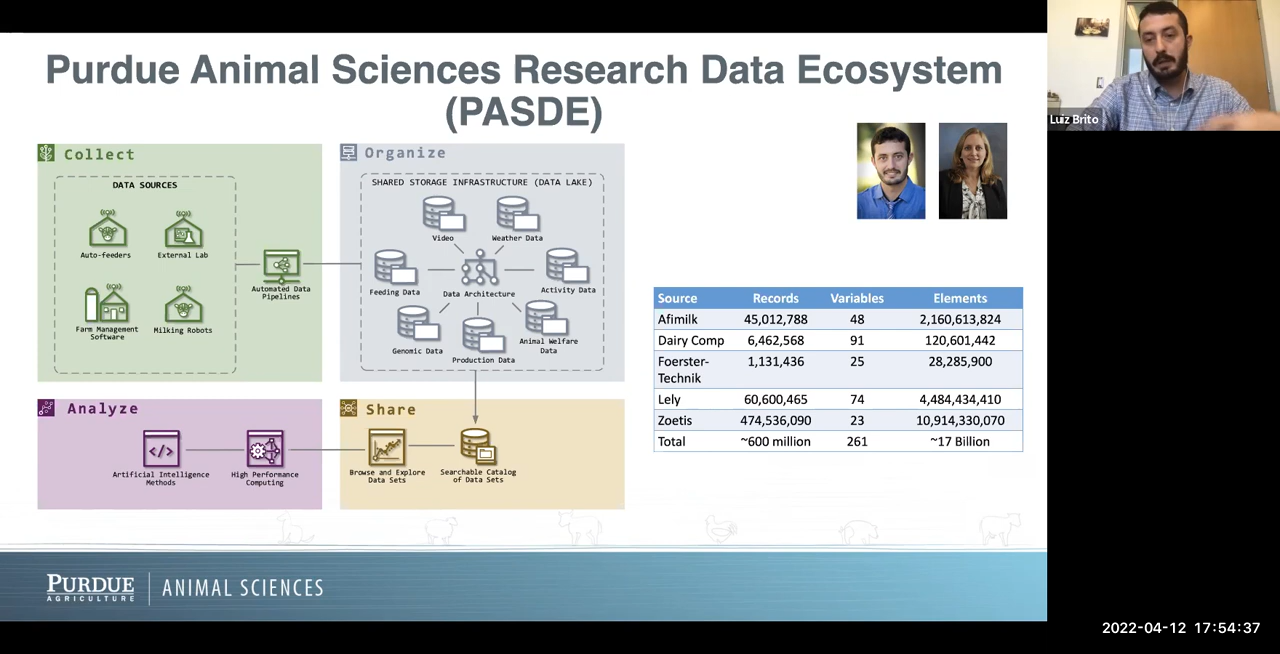 Purdue Animal Sciences Research Data Ecosystem
(PASDE)
Luiz Brito
Collect
DATA SOURCES
Auto-feeders
External Lab
Farm Management
Software
Milking Robots
Automated Data
Pipelines
Organize
SHARED STORAGE INFRASTRUCTURE (DATA LAKE)
Video
Weather Data
Feeding Data
Data Architecture
Activity Data
Genomic Data
Production Data
Animal Welfare
Data
Analyze
Artificial Intelligence
Methods
High Performance
Computing
Share
Browse and Explore
Data Sets
Searchable Catalog
of Data Sets
Source Records Variables Elements
Afimilk 45,012,788 48 2,160,613,824
Dairy Comp 6,462,568 91 120,601,442
Foerster- 1,131,436 25 28,285,900
Technik
Lely 60,600,465 74 4,484,434,410
Zoetis 474,536,090 23 10,914,330,070
Total ~600 million 261 ~17 Billion
PURDUE
AGRICULTURE
ANIMAL SCIENCES
2022-04-12 17:54:37